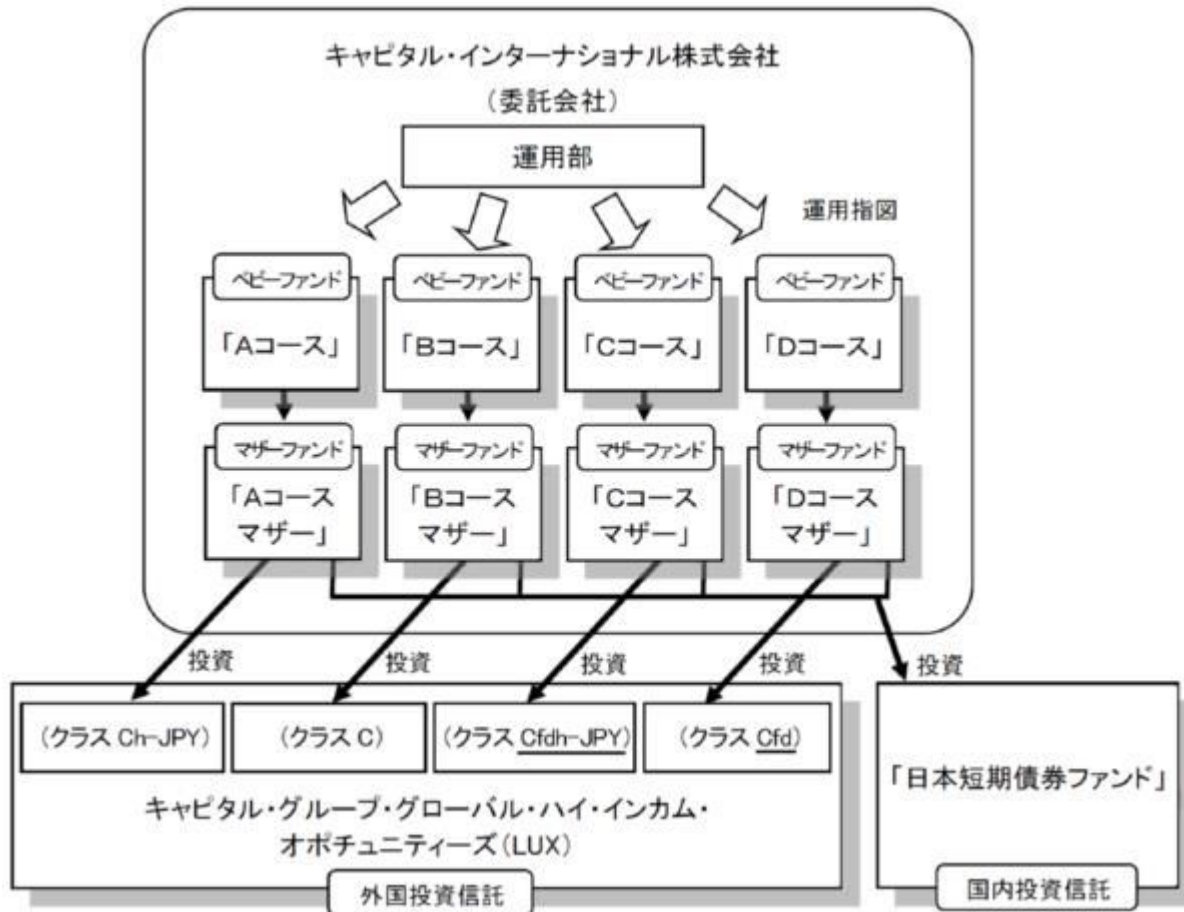 キャピタル・インターナショナル株式会社
（委託会社）
運用部
運用指図
ベビーファンド
ベビーファンド
ベビーファンド
ベビーファンド
「Aコース」
「Bコース」
「Cコース」
「Dコース」
マザーファンド
マザーファンド
マザーファンド
マザーファンド
「Aコース
マザー」
「Bコース
マザー」
「Cコース
マザー」
「Dコース
マザー」
投資
投資
投資
投資
投資
（クラス Ch-JPY）
（クラス C）
（クラス Cfdh-JPY）
（クラス Cfd）
キャピタル・グループ・グローバル・ハイ・インカム・
オポチュニティーズ（LUX）
外国投資信託
「日本短期債券ファンド」
国内投資信託